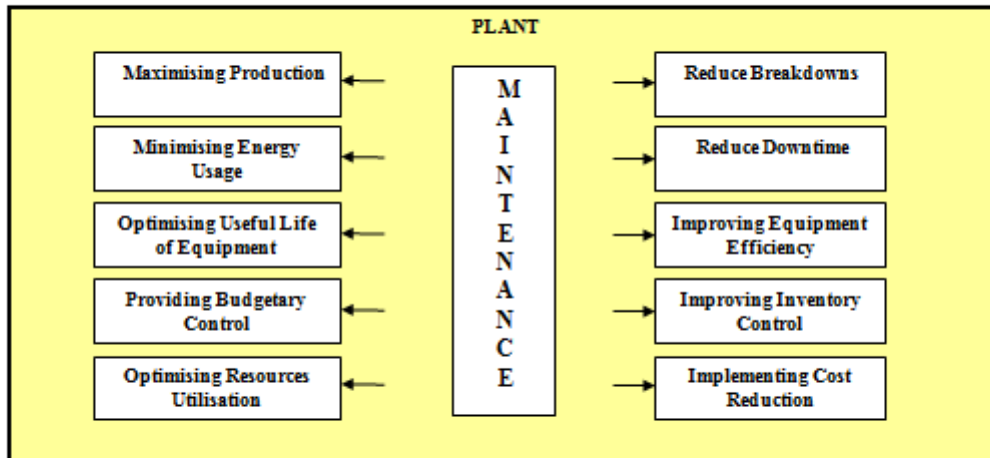 PLANT
Maximising Production
Minimising Energy
Usage
Optimising Useful Life
of Equipment
Providing Budgetary
Control
Optimising Resources
Utilisation
M
A
I
N
T
E
N
A
N
C
E
Reduce Breakdowns
Reduce Downtime
Improving Equipment
Efficiency
Improving Inventory
Control
Implementing Cost
Reduction